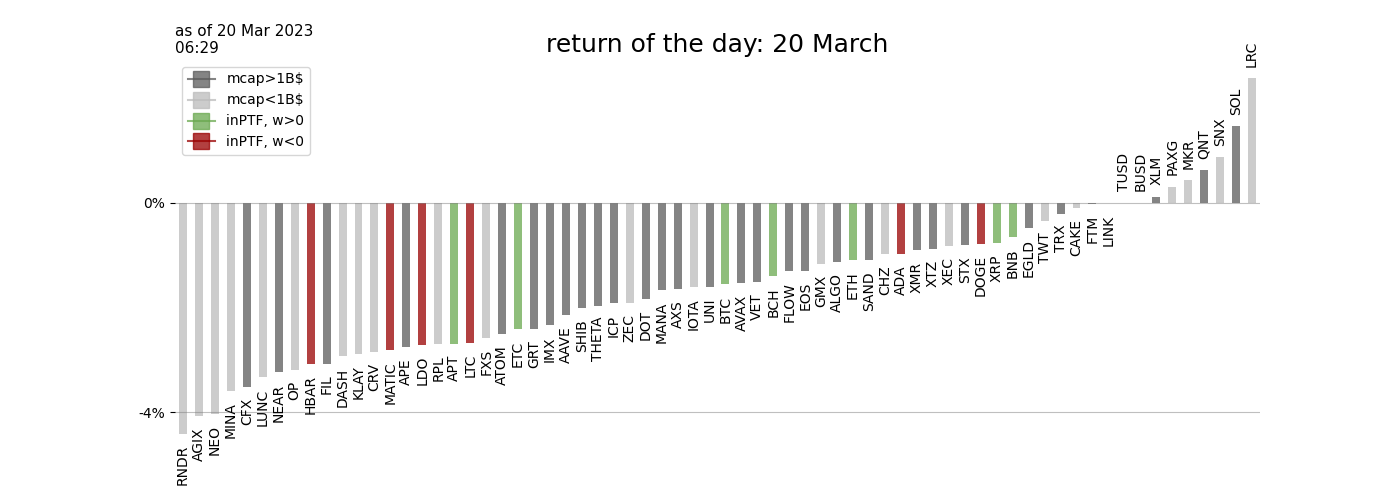 as of 20 Mar 2023
06:29
return of the day: 20 March
mcap>1B$
mcap<1B$
inPTF, w>0
inPTF, w<0
0%
-4%
RNDR
AGIX
NEO
MINA
CFX
LUNC
NEAR
OP
HBAR
FIL
DASH
KLAY
CRV
MATIC
APE
LDO
RPL
APT
LTC
FXS
ATOM
ETC
GRT
IMX
AAVE
SHIB
THETA
ICP
ZEC
DOT
MANA
AXS
IOTA
UNI
BTC
AVAX
VET
BCH
FLOW
EOS
GMX
ALGO
ETH
SAND
CHZ
ADA
XMR
XTZ
XEC
STX
DOGE
XRP
BNB
EGLD
TWT
TRX
CAKE
FTM
LINK
TUSD
BUSD
XLM
PAXG
MKR
QNT
SNX
SOL
LRC